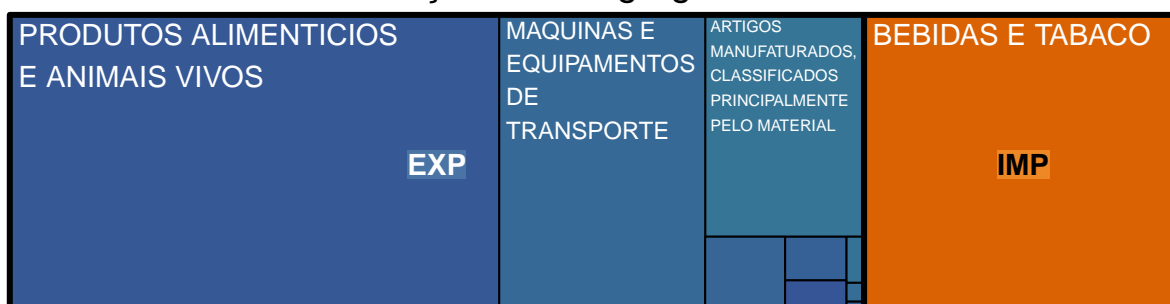 PRODUTOS ALIMENTICIOS
E ANIMAIS VIVOS
EXP
MAQUINAS E
EQUIPAMENTOS
DE
TRANSPORTE
ARTIGOS
MANUFATURADOS,
CLASSIFICADOS
PRINCIPALMENTE
PELO MATERIAL
BEBIDAS E TABACO
IMP